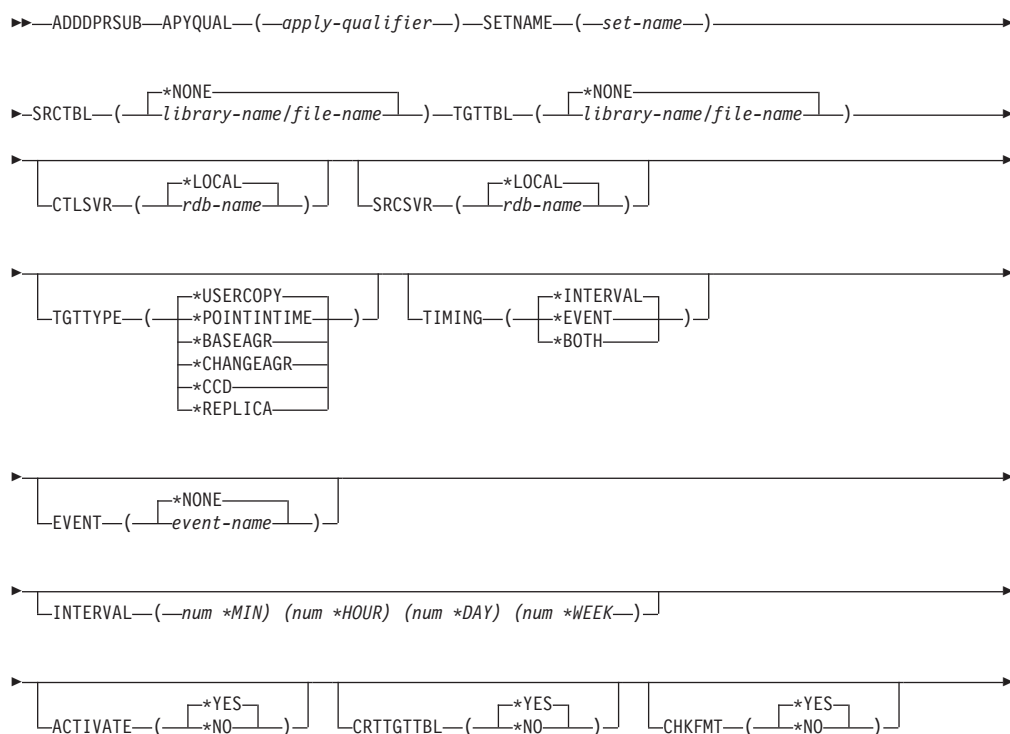 ADDDPRSUB APYQUAL ( apply-qualifier ) SETNAME ( set-name )
*NONE *NONE
SRCTBL ( library-name/file-name ) TGTTBL ( library-name/file-name )
*LOCAL *LOCAL
CTLSVR ( rdb-name ) SRCSVR ( rdb-name )
*USERCOPY *INTERVAL
TGTTYPE ( *POINTINTIME ) TIMING ( *EVENT )
*BASEAGR *BOTH
*CHANGEAGR
*CCD
*REPLICA
*NONE
EVENT ( event-name )
INTERVAL ( num *MIN) (num *HOUR) (num *DAY) (num *WEEK )
*YES *YES *YES
ACTIVATE ( *NO ) CRTTGTTBL ( *NO ) CHKFMT ( *NO )